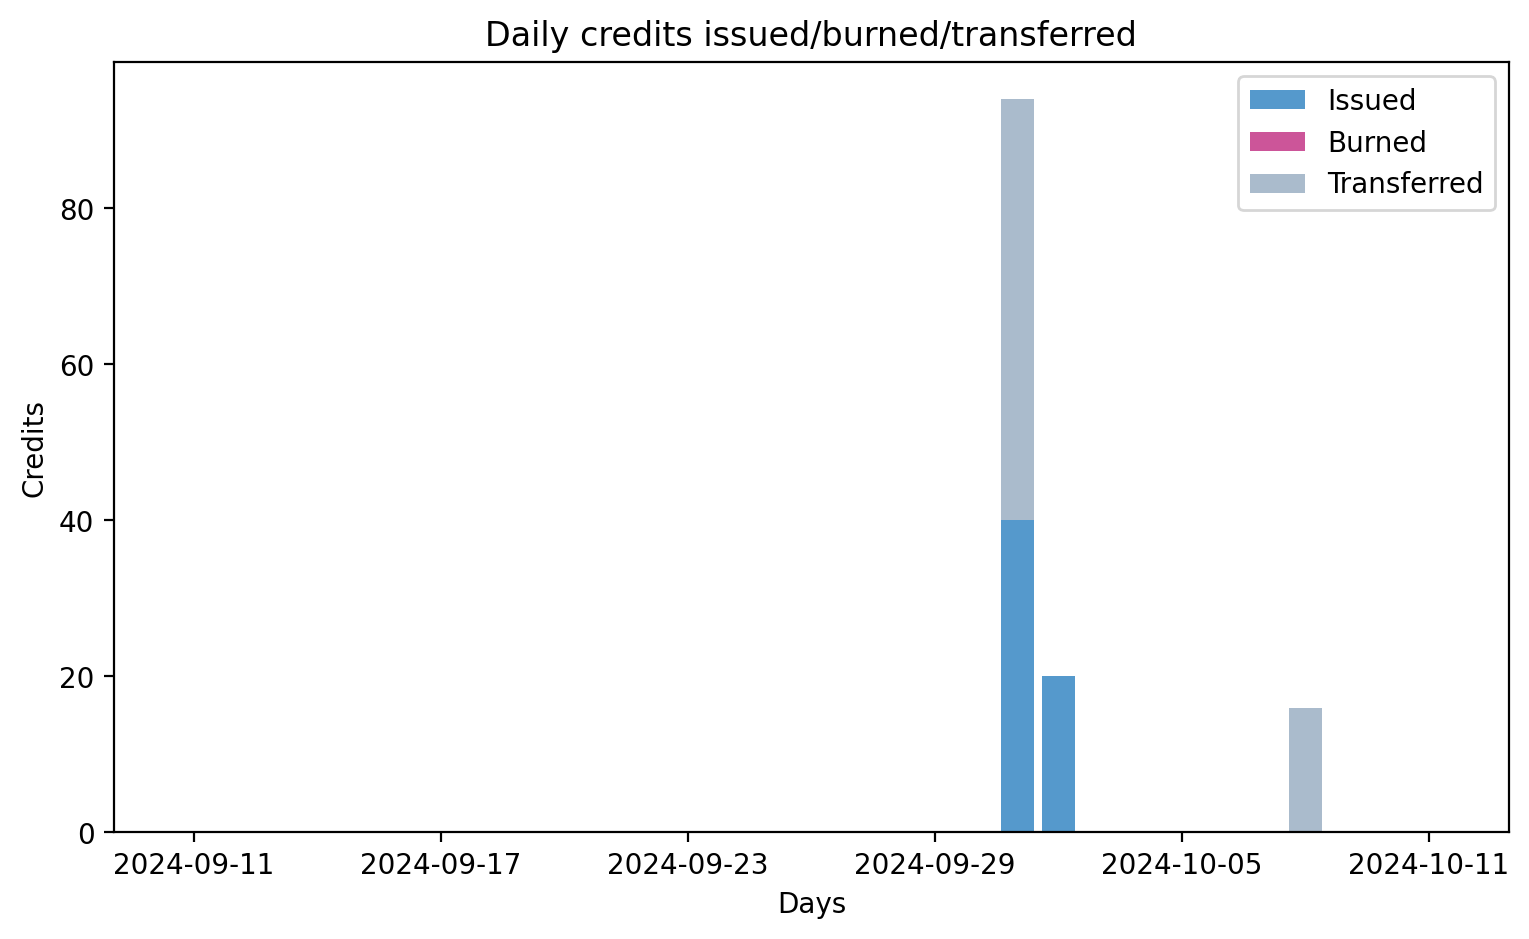 Daily credits issued/burned/transferred
Issued
Burned
Transferred
80
60
40
20
0
Credits
2024-09-11
2024-09-17
2024-09-23
2024-09-29
2024-10-05
2024-10-11
Days